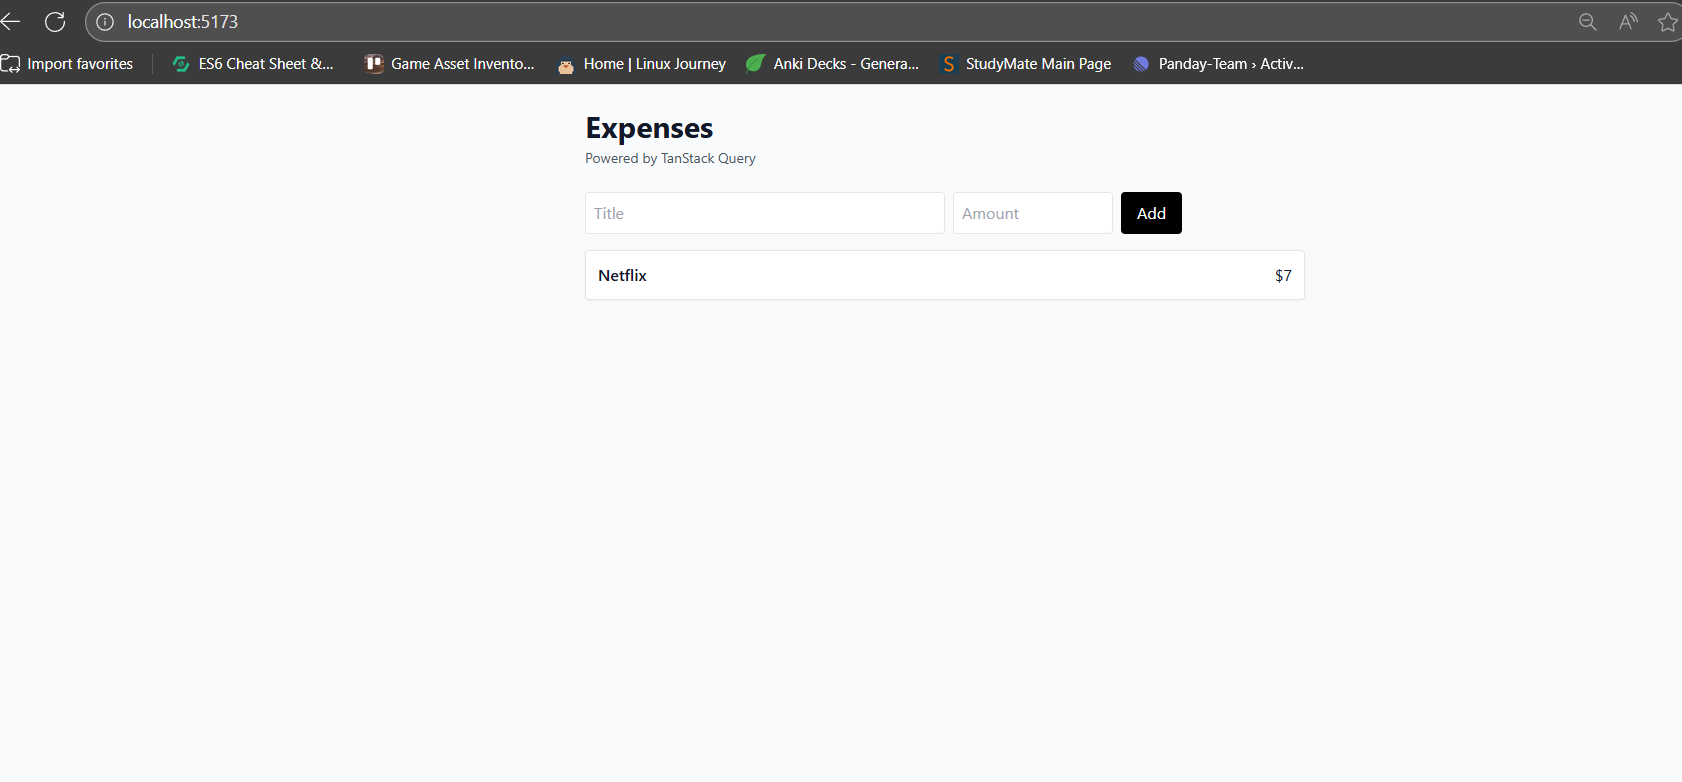 localhost:5173
Import favorites
ES6 Cheat Sheet &...
Game Asset Invento...
Home | Linux Journey
Anki Decks - Genera...
StudyMate Main Page
Panday-Team › Activ...
Expenses
Powered by TanStack Query
Title
Amount
Add
Netflix
$7